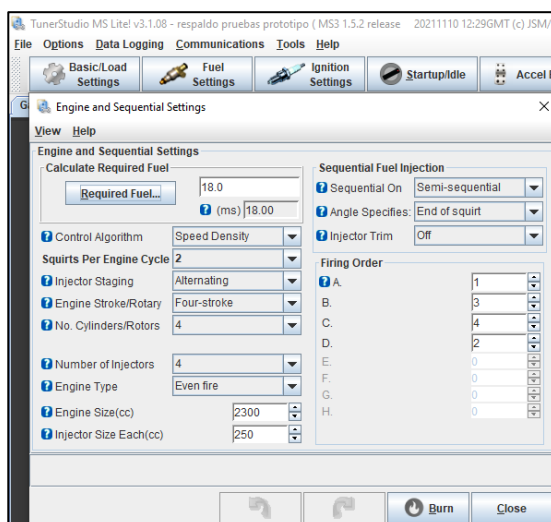 TunerStudio MS Lite! v3.1.08 - respaldo pruebas prototipo ( MS3 1.5.2 release 20211110 12:29GMT (c) JSM/
File Options Data Logging Communications Tools Help
Basic/Load Settings
Fuel Settings
Ignition Settings
Startup/Idle
Accel
Ga
Engine and Sequential Settings
View Help
Engine and Sequential Settings
Calculate Required Fuel
Required Fuel...
18.0
(ms) 18.00
Control Algorithm Speed Density
Squirts Per Engine Cycle 2
Injector Staging Alternating
Engine Stroke/Rotary Four-stroke
No. Cylinders/Rotors 4
Number of Injectors 4
Engine Type Even fire
Engine Size(cc) 2300
Injector Size Each(cc) 250
Sequential Fuel Injection
Sequential On Semi-sequential
Angle Specifies: End of squirt
Injector Trim Off
Firing Order
A. 1
B. 3
C. 4
D. 2
E. 0
F. 0
G. 0
H. 0
Burn
Close